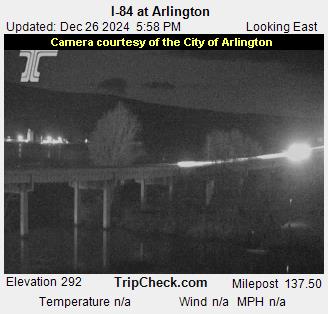 I-84 at Arlington
Updated: Dec 26 2024 5:58 PM Looking East
Camera courtesy of the City of Arlington
Elevation 292 TripCheck.com Milepost 137.50
Temperature n/a Wind n/a MPH n/a